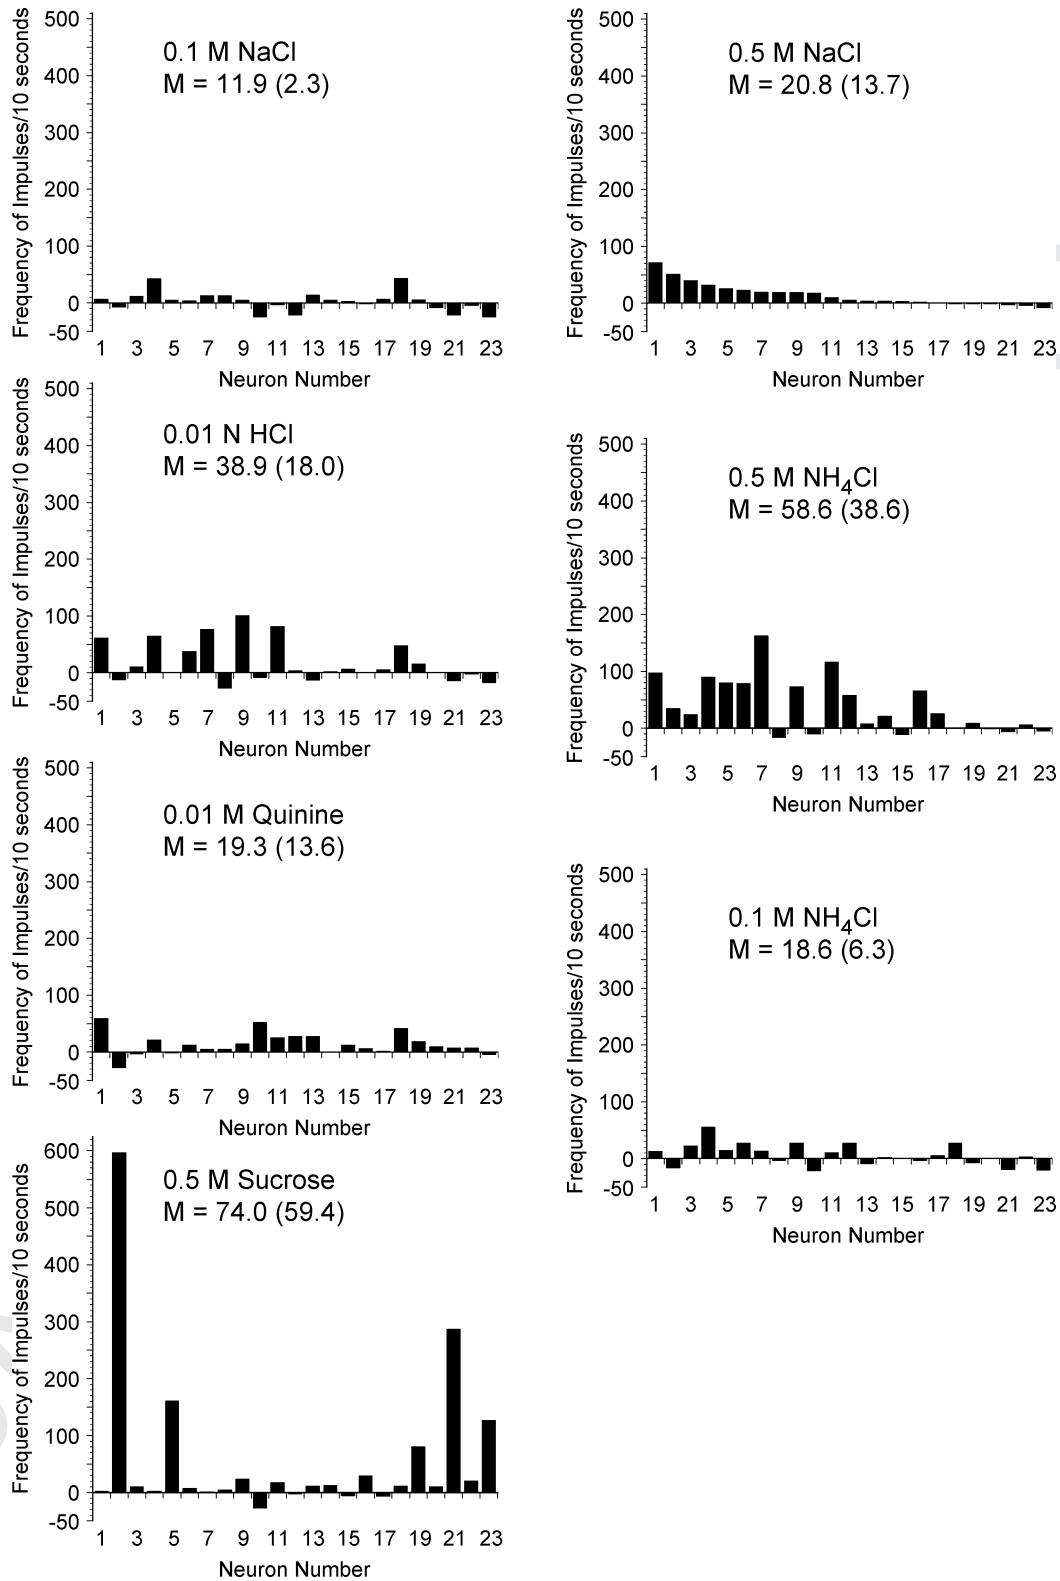 Frequency of Impulses/10 seconds
500
400
300
200
100
0
-50
0.1 M NaCl
M = 11.9 (2.3)
1 3 5 7 9 11 13 15 17 19 21 23
Neuron Number
Frequency of Impulses/10 seconds
500
400
300
200
100
0
-50
0.5 M NaCl
M = 20.8 (13.7)
1 3 5 7 9 11 13 15 17 19 21 23
Neuron Number
Frequency of Impulses/10 seconds
500
400
300
200
100
0
-50
0.01 N HCl
M = 38.9 (18.0)
1 3 5 7 9 11 13 15 17 19 21 23
Neuron Number
Frequency of Impulses/10 seconds
500
400
300
200
100
0
-50
0.5 M NH₄Cl
M = 58.6 (38.6)
1 3 5 7 9 11 13 15 17 19 21 23
Neuron Number
Frequency of Impulses/10 seconds
500
400
300
200
100
0
-50
0.01 M Quinine
M = 19.3 (13.6)
1 3 5 7 9 11 13 15 17 19 21 23
Neuron Number
Frequency of Impulses/10 seconds
500
400
300
200
100
0
-50
0.1 M NH₄Cl
M = 18.6 (6.3)
1 3 5 7 9 11 13 15 17 19 21 23
Neuron Number
Frequency of Impulses/10 seconds
600
500
400
300
200
100
0
-50
0.5 M Sucrose
M = 74.0 (59.4)
1 3 5 7 9 11 13 15 17 19 21 23
Neuron Number